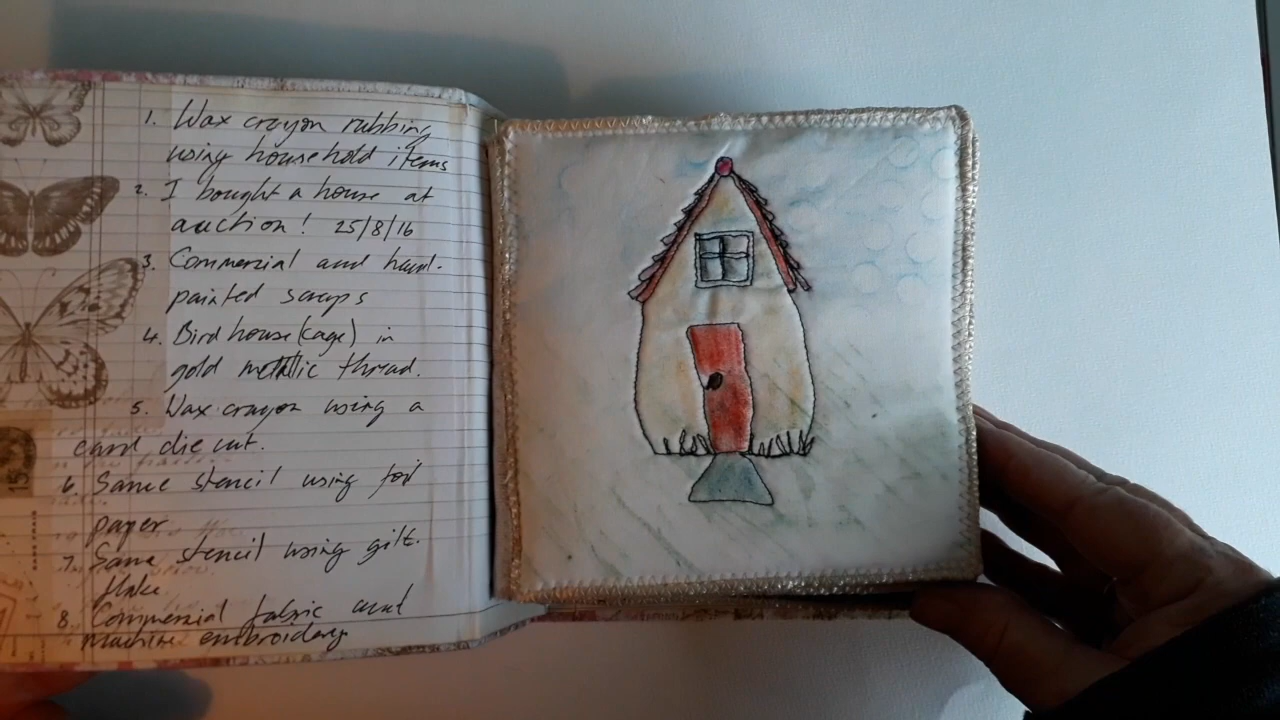 1. Wax crayon rubbing
using household items
2. I bought a house at
auction! 25/8/16
3. Commercial and hand-
painted scraps
4. Bird house (cage) in
gold metallic thread.
5. Wax crayon using a
card die cut.
6. Same stencil using foil
paper
7. Same stencil using gilt.
flake
8. Commercial fabric and
machine embroidery
15